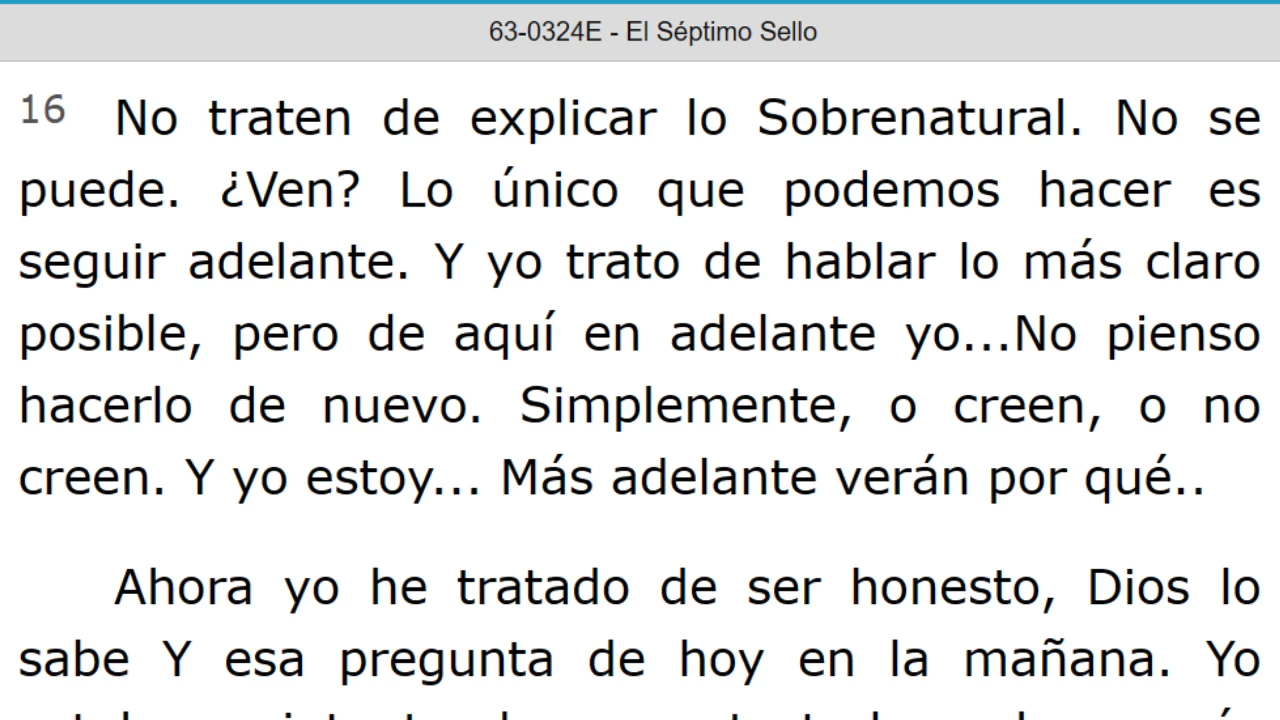 63-0324E - El Séptimo Sello
16 No traten de explicar lo Sobrenatural. No se
puede. ¿Ven? Lo único que podemos hacer es
seguir adelante. Y yo trato de hablar lo más claro
posible, pero de aquí en adelante yo...No pienso
hacerlo de nuevo. Simplemente, o creen, o no
creen. Y yo estoy... Más adelante verán por qué..
Ahora yo he tratado de ser honesto, Dios lo
sabe Y esa pregunta de hoy en la mañana. Yo